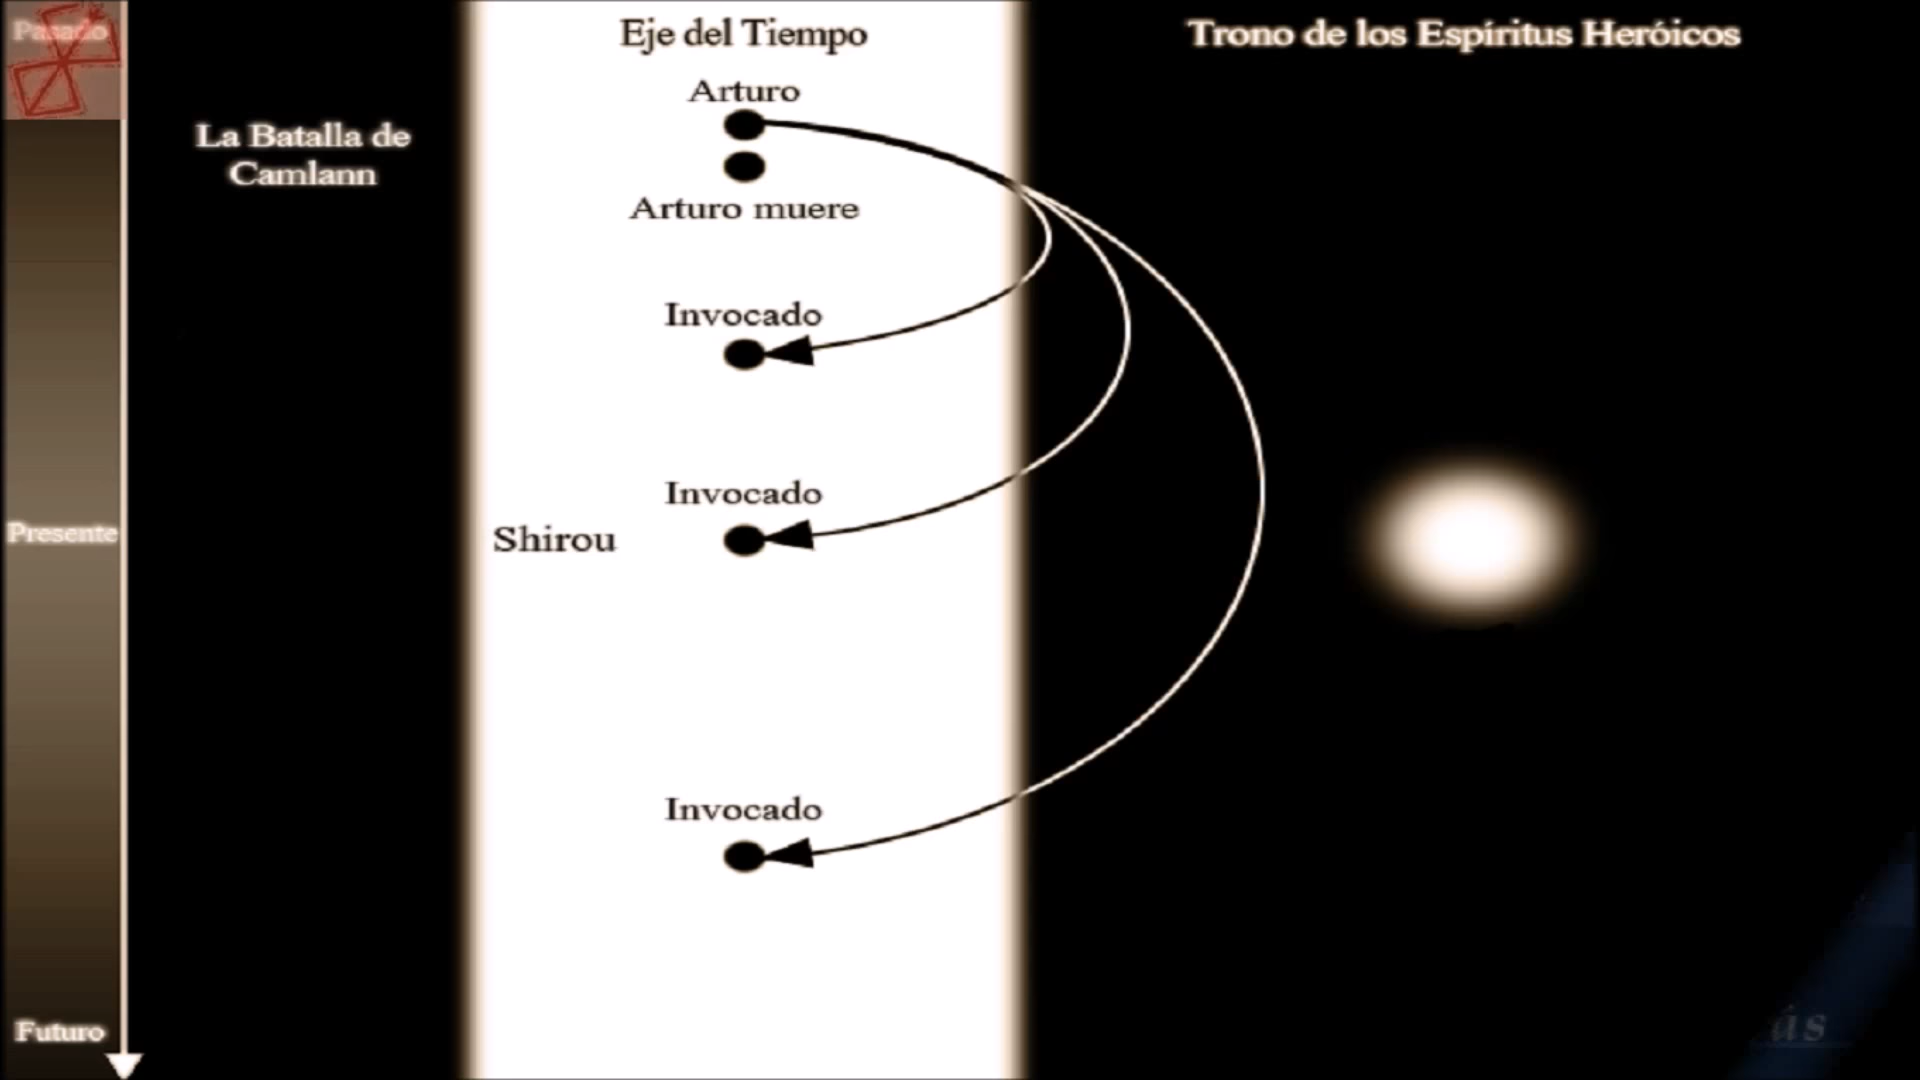 Pasado
Eje del Tiempo
Trono de los Espíritus Heróicos
Arturo
La Batalla de
Camlann
Arturo muere
Invocado
Invocado
Presente
Shirou
Invocado
Futuro
ás